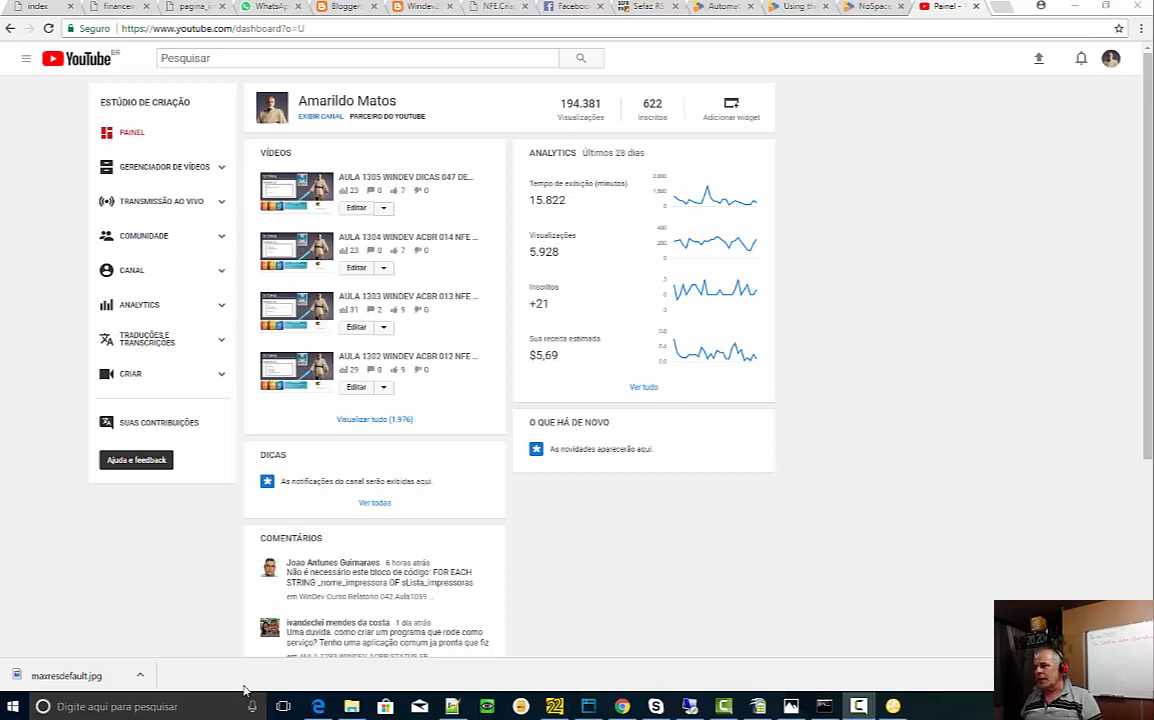 index
finance
pagina_i
WhatsAp
Blogger
Windev2
NFE.Cria
Faceboo
Sefaz RS
Automat
Using th
NoSpace
Painel -
Seguro https://www.youtube.com/dashboard?o=U
YouTube BR
Pesquisar
ESTÚDIO DE CRIAÇÃO
PAINEL
GERENCIADOR DE VÍDEOS
TRANSMISSÃO AO VIVO
COMUNIDADE
CANAL
ANALYTICS
TRADUÇÕES E
TRANSCRIÇÕES
CRIAR
SUAS CONTRIBUIÇÕES
Ajuda e feedback
Amarildo Matos
EXIBIR CANAL PARCEIRO DO YOUTUBE
194.381
Visualizações
622
Inscritos
Adicionar widget
VÍDEOS
AULA 1305 WINDEV DICAS 047 DE...
23 0 7 0
Editar
AULA 1304 WINDEV ACBR 014 NFE ...
23 0 7 0
Editar
AULA 1303 WINDEV ACBR 013 NFE ...
31 2 9 0
Editar
AULA 1302 WINDEV ACBR 012 NFE ...
29 0 9 0
Editar
Visualizar tudo (1.976)
DICAS
As notificações do canal serão exibidas aqui.
Ver todas
COMENTÁRIOS
Joao Antunes Guimaraes 6 horas atrás
Não é necessário este bloco de código: FOR EACH
STRING _nome_impressora OF sLista_impressoras
em WinDev Curso Relatorio 042 Aula1059 ...
ivandeclei mendes da costa 1 dia atrás
Uma duvida. como criar um programa que rode como
serviço? Tenho uma aplicação comum ja pronta que fiz
ANALYTICS Últimos 28 dias
Tempo de exibição (minutos)
15.822
Visualizações
5.928
400
200
0
Inscritos
+21
Sua receita estimada
$5,69
Ver tudo
O QUE HÁ DE NOVO
As novidades aparecerão aqui.
maxresdefault.jpg
Digite aqui para pesquisar